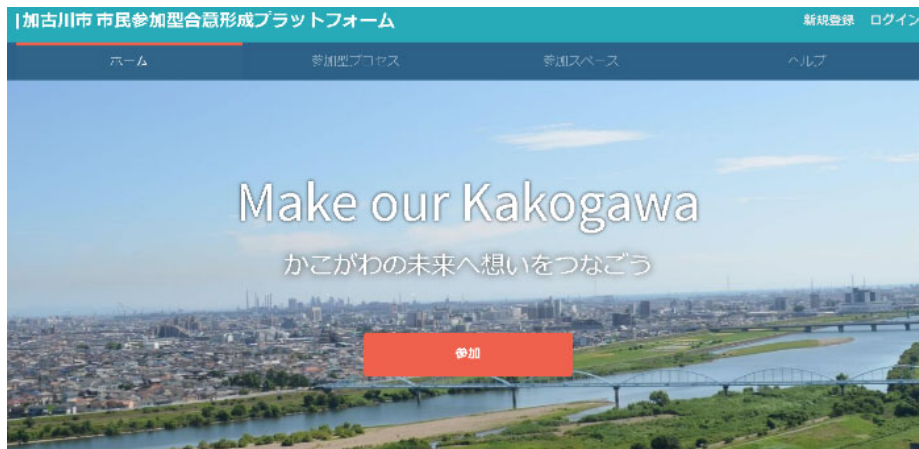 |加古川市 市民参加型合意形成プラットフォーム
新規登録 ログイン
ホーム 参加型プロセス 参加スペース ヘルプ
Make our Kakogawa
かこがわの未来へ想いをつなごう
参加